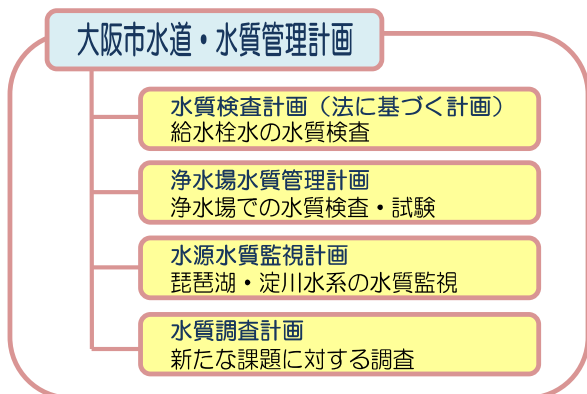 大阪市水道・水質管理計画
水質検査計画（法に基づく計画）
給水栓水の水質検査
浄水場水質管理計画
浄水場での水質検査・試験
水源水質監視計画
琵琶湖・淀川水系の水質監視
水質調査計画
新たな課題に対する調査